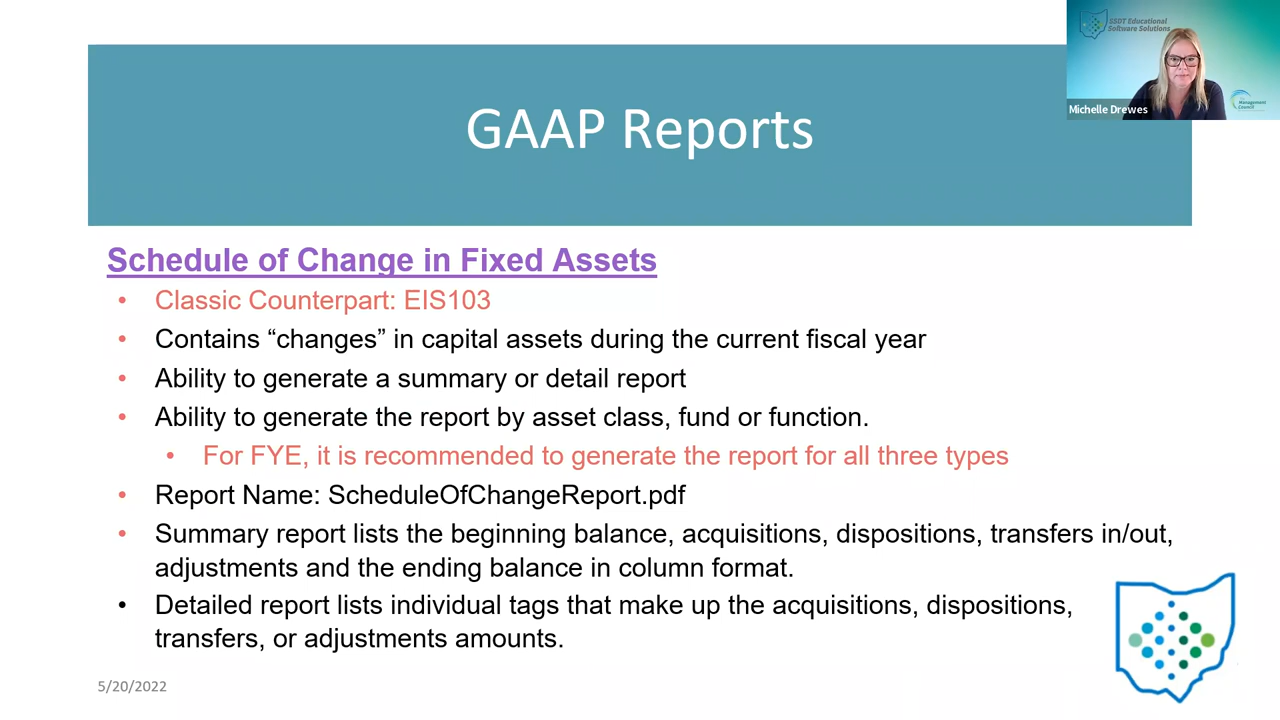 SSDT Educational
Software Solutions
Michelle Drewes
Management
Council
GAAP Reports
Schedule of Change in Fixed Assets
• Classic Counterpart: EIS103
• Contains “changes” in capital assets during the current fiscal year
• Ability to generate a summary or detail report
• Ability to generate the report by asset class, fund or function.
• For FYE, it is recommended to generate the report for all three types
• Report Name: ScheduleOfChangeReport.pdf
• Summary report lists the beginning balance, acquisitions, dispositions, transfers in/out,
adjustments and the ending balance in column format.
• Detailed report lists individual tags that make up the acquisitions, dispositions,
transfers, or adjustments amounts.
5/20/2022